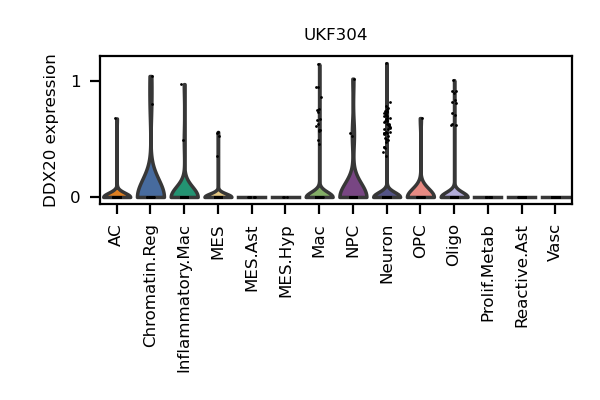 UKF304
DDX20 expression
1
0
AC
Chromatin.Reg
Inflammatory.Mac
MES
MES.Ast
MES.Hyp
Mac
NPC
Neuron
OPC
Oligo
Prolif.Metab
Reactive.Ast
Vasc